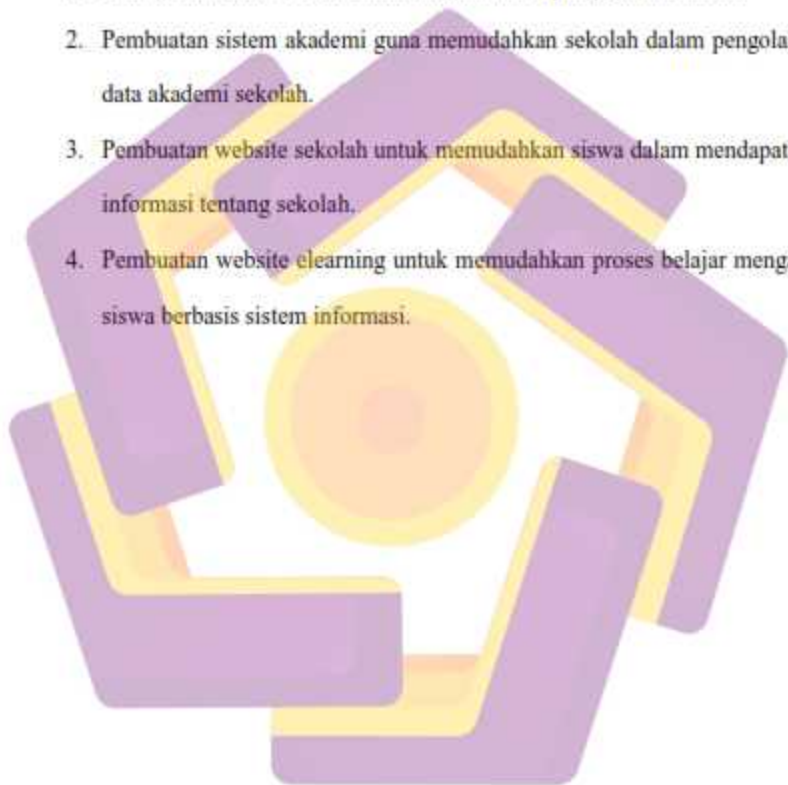 2. Pembuatan sistem akademi guna memudahkan sekolah dalam pengola
data akademi sekolah.
3. Pembuatan website sekolah untuk memudahkan siswa dalam mendapat
informasi tentang sekolah.
4. Pembuatan website elearning untuk memudahkan proses belajar meng
siswa berbasis sistem informasi.